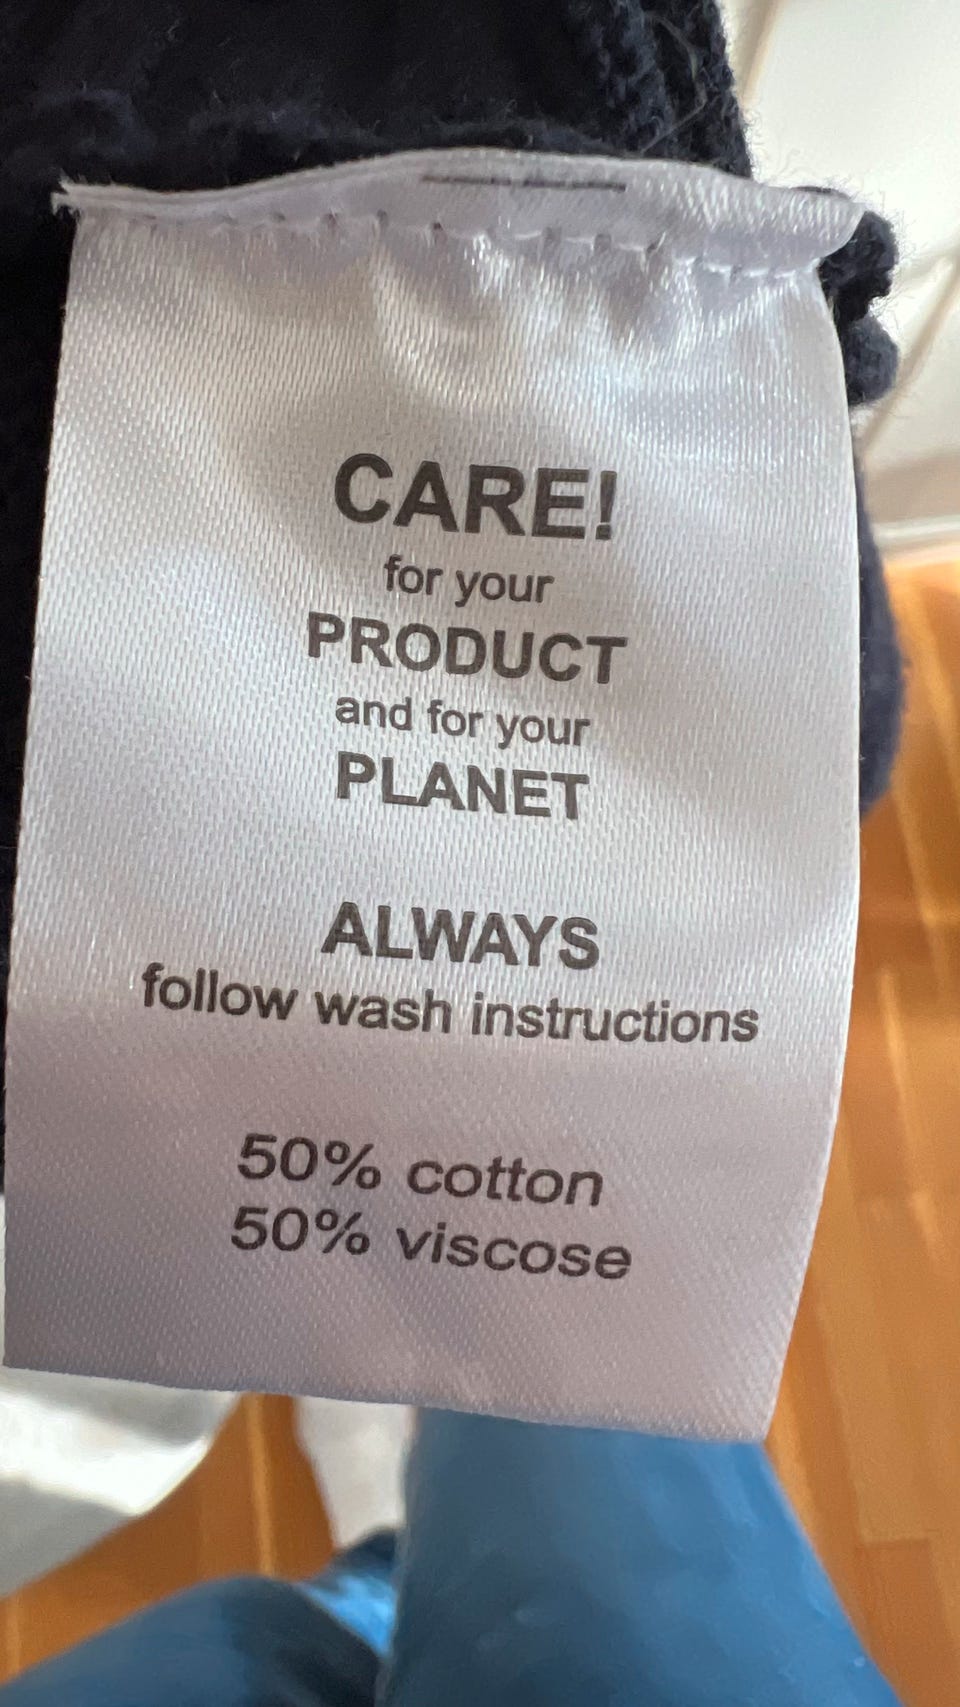 CARE!
for your
PRODUCT
and for your
PLANET
ALWAYS
follow wash instructions
50% cotton
50% viscose